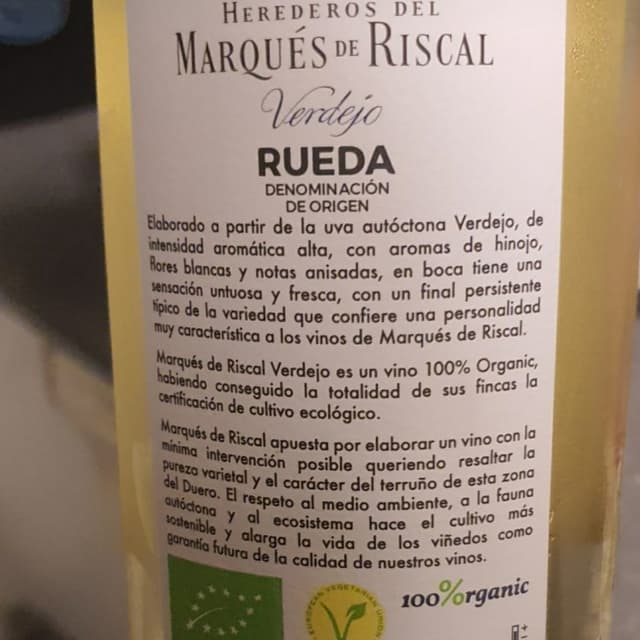 HEREDEROS DEL
MARQUÉS DE RISCAL
Verdejo
RUEDA
DENOMINACIÓN
DE ORIGEN
Elaborado a partir de la uva autóctona Verdejo, de
intensidad aromática alta, con aromas de hinojo,
flores blancas y notas anisadas, en boca tiene una
sensación untuosa y fresca, con un final persistente
típico de la variedad que confiere una personalidad
muy característica a los vinos de Marqués de Riscal.
Marqués de Riscal Verdejo es un vino 100% Organic,
habiendo conseguido la totalidad de sus fincas la
certificación de cultivo ecológico.
Marqués de Riscal apuesta por elaborar un vino con la
mínima intervención posible queriendo resaltar la
pureza varietal y el carácter del terruño de esta zona
del Duero. El respeto al medio ambiente, a la fauna
autóctona y al ecosistema hace el cultivo más
sostenible y alarga la vida de los viñedos como
garantía futura de la calidad de nuestros vinos.
EUROPEAN VEGETARIAN UNION
100%rganic